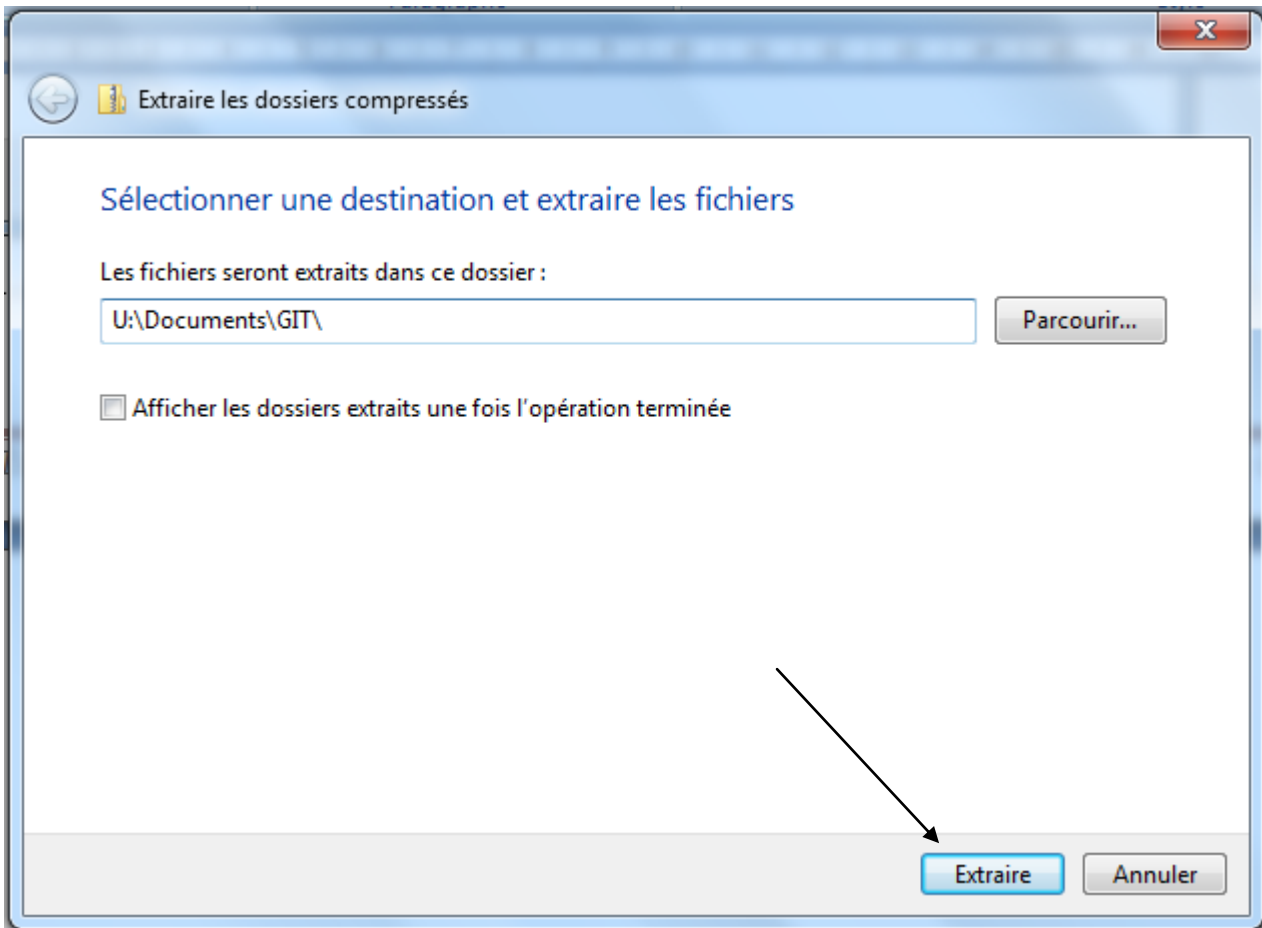 Extraire les dossiers compressés
Sélectionner une destination et extraire les fichiers
Les fichiers seront extraits dans ce dossier :
U:\Documents\GIT\
Parcourir...
Afficher les dossiers extraits une fois l'opération terminée
Extraire
Annuler